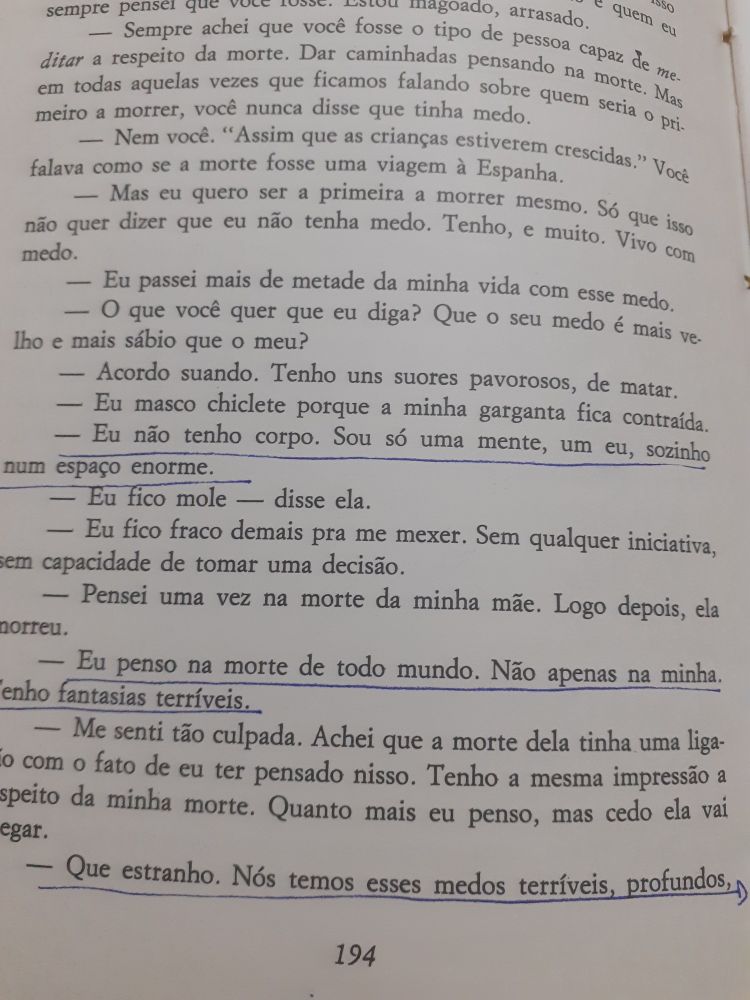 isso
e quem eu
sempre pensei que você fosse. Estou magoado, arrasado.
— Sempre achei que você fosse o tipo de pessoa capaz de me-
ditar a respeito da morte. Dar caminhadas pensando na morte. Mas
em todas aquelas vezes que ficamos falando sobre quem seria o pri-
meiro a morrer, você nunca disse que tinha medo.
— Nem você. “Assim que as crianças estiverem crescidas.” Você
falava como se a morte fosse uma viagem à Espanha.
— Mas eu quero ser a primeira a morrer mesmo. Só que isso
não quer dizer que eu não tenha medo. Tenho, e muito. Vivo com
medo.
— Eu passei mais de metade da minha vida com esse medo.
— O que você quer que eu diga? Que o seu medo é mais ve-
lho e mais sábio que o meu?
— Acordo suando. Tenho uns suores pavorosos, de matar.
— Eu masco chiclete porque a minha garganta fica contraída.
— Eu não tenho corpo. Sou só uma mente, um eu, sozinho
num espaço enorme.
— Eu fico mole — disse ela.
— Eu fico fraco demais pra me mexer. Sem qualquer iniciativa,
sem capacidade de tomar uma decisão.
— Pensei uma vez na morte da minha mãe. Logo depois, ela
morreu.
— Eu penso na morte de todo mundo. Não apenas na minha.
Tenho fantasias terríveis.
— Me senti tão culpada. Achei que a morte dela tinha uma liga-
ão com o fato de eu ter pensado nisso. Tenho a mesma impressão a
speito da minha morte. Quanto mais eu penso, mas cedo ela vai
egar.
— Que estranho. Nós temos esses medos terríveis, profundos,
194